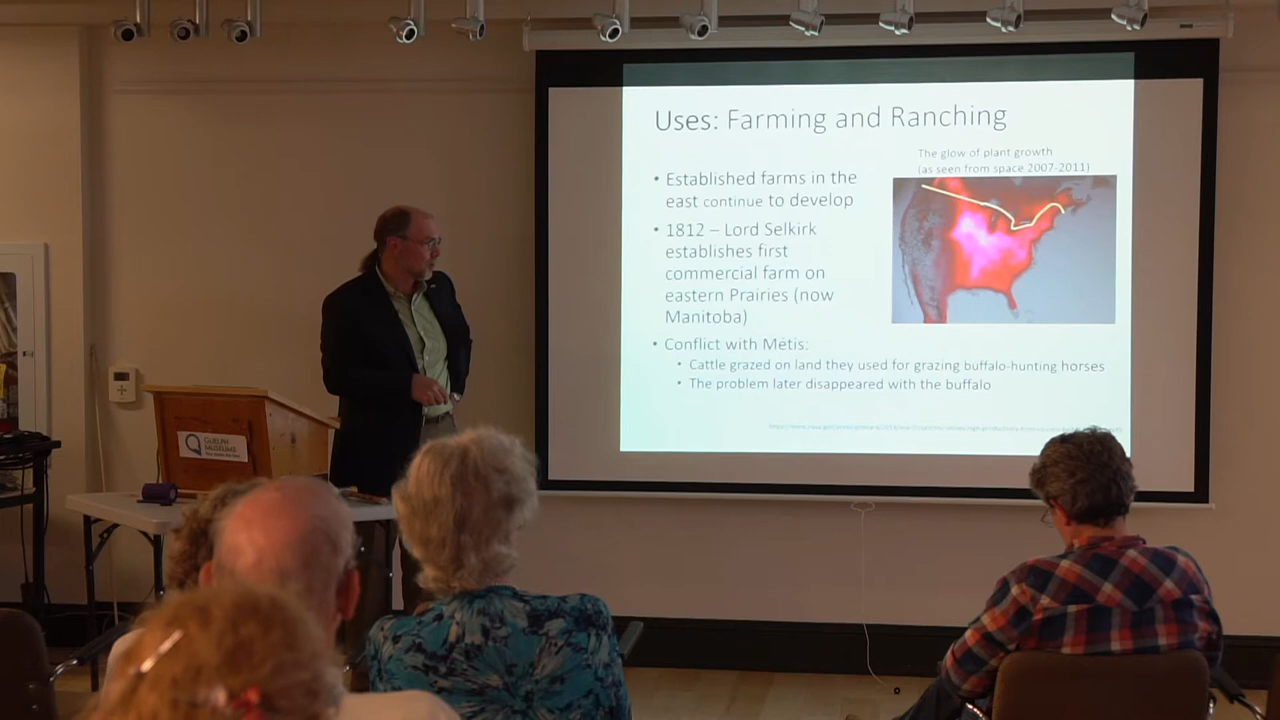 Uses: Farming and Ranching
The glow of plant growth
(as seen from space 2007-2011)
• Established farms in the
east continue to develop
• 1812 – Lord Selkirk
establishes first
commercial farm on
eastern Prairies (now
Manitoba)
• Conflict with Métis:
• Cattle grazed on land they used for grazing buffalo-hunting horses
• The problem later disappeared with the buffalo
GUELPH
MUSEUMS